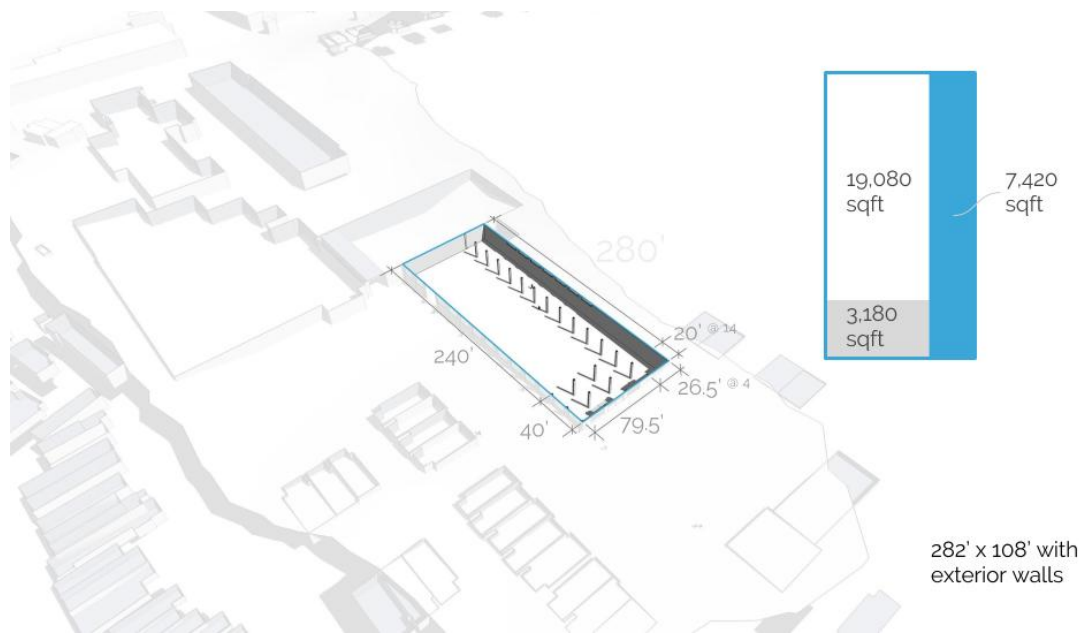 19,080
sqft
7,420
sqft
280'
3,180
sqft
20' @ 14
240'
26.5' @ 4
40'
79.5'
282' x 108' with
exterior walls